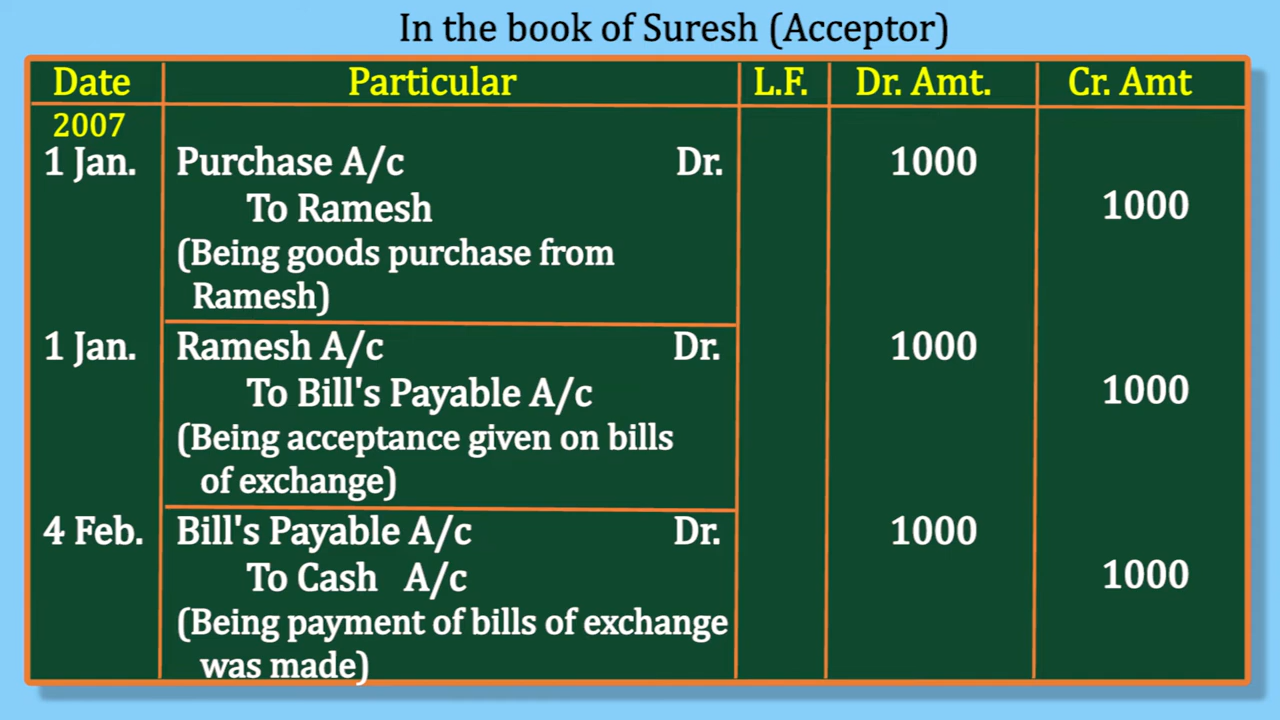 In the book of Suresh (Acceptor)
Date Particular L.F. Dr. Amt. Cr. Amt
2007
1 Jan. Purchase A/c Dr. 1000
To Ramesh 1000
(Being goods purchase from
Ramesh)
1 Jan. Ramesh A/c Dr. 1000
To Bill's Payable A/c 1000
(Being acceptance given on bills
of exchange)
4 Feb. Bill's Payable A/c Dr. 1000
To Cash A/c 1000
(Being payment of bills of exchange
was made)